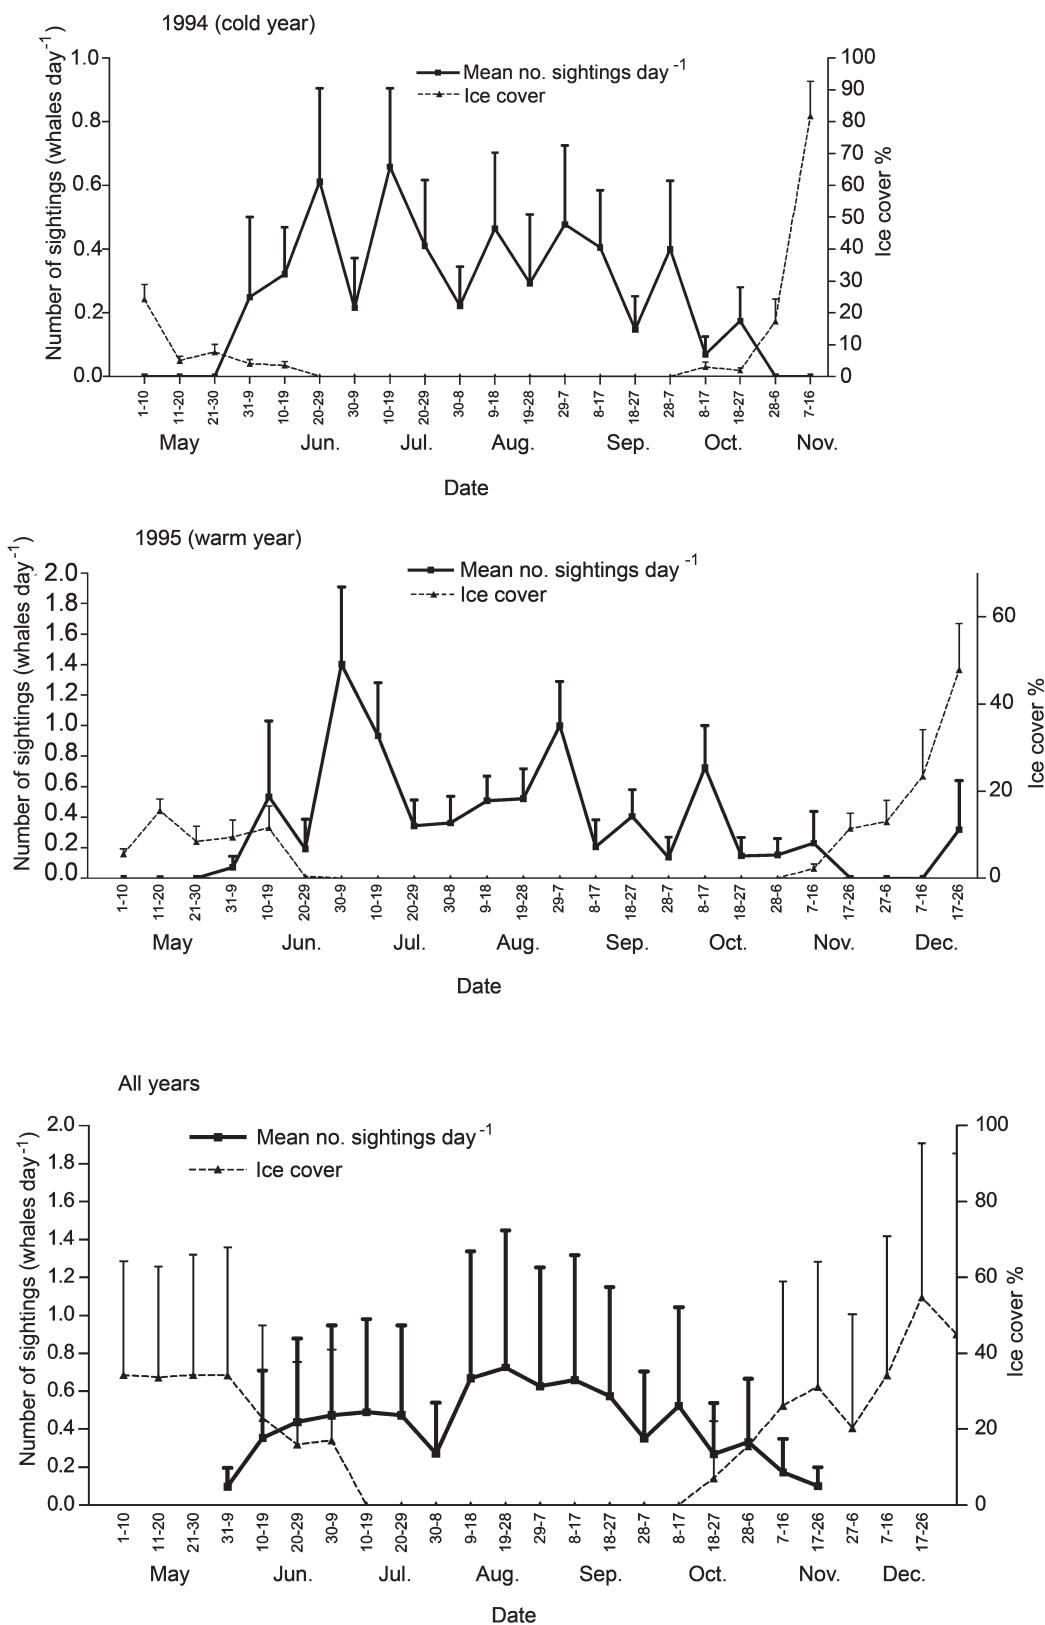 1994 (cold year)
Number of sightings (whales day-1)
1.0
0.8
0.6
0.4
0.2
0.0
Mean no. sightings day -1
Ice cover
100
90
80
70
60
50
40
30
20
10
0
Ice cover %
1-10 11-20 21-30 31-9 10-19 20-29 30-9 10-19 20-29 30-8 9-18 19-28 29-7 8-17 18-27 28-7 8-17 18-27 28-6 7-16
May Jun. Jul. Aug. Sep. Oct. Nov.
Date
1995 (warm year)
Number of sightings (whales day-1)
2.0
1.8
1.6
1.4
1.2
1.0
0.8
0.6
0.4
0.2
0.0
Mean no. sightings day -1
Ice cover
60
40
20
0
Ice cover %
1-10 11-20 21-30 31-9 10-19 20-29 30-9 10-19 20-29 30-8 9-18 19-28 29-7 8-17 18-27 28-7 8-17 18-27 28-6 7-16 17-26 27-6 7-16 17-26
May Jun. Jul. Aug. Sep. Oct. Nov. Dec.
Date
All years
Number of sightings (whales day-1)
2.0
1.8
1.6
1.4
1.2
1.0
0.8
0.6
0.4
0.2
0.0
Mean no. sightings day-1
Ice cover
100
80
60
40
20
0
Ice cover %
1-10 11-20 21-30 31-9 10-19 20-29 30-9 10-19 20-29 30-8 9-18 19-28 29-7 8-17 18-27 28-7 8-17 18-27 28-6 7-16 17-26 27-6 7-16 17-26
May Jun. Jul. Aug. Sep. Oct. Nov. Dec.
Date